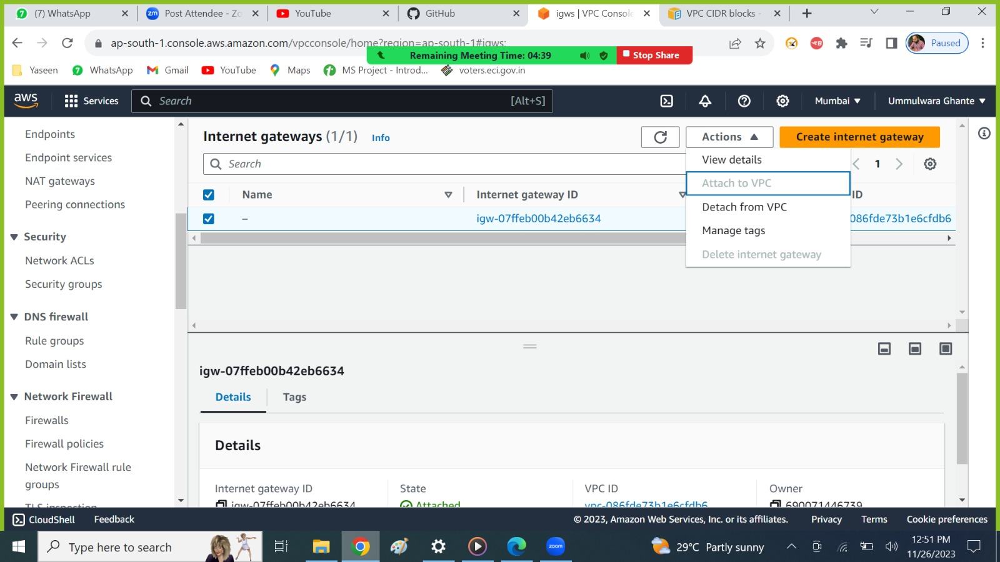 (7) WhatsApp
Post Attendee - Zo
YouTube
GitHub
igws | VPC Console
VPC CIDR blocks -
ap-south-1.console.aws.amazon.com/vpcconsole/home?region=ap-south-1#igws:
Paused
Remaining Meeting Time: 04:39
Stop Share
Yaseen
WhatsApp
Gmail
YouTube
Maps
MS Project - Introd...
voters.eci.gov.in
aws
Services
Search
[Alt+S]
Mumbai
Ummulwara Ghante
Endpoints
Endpoint services
NAT gateways
Peering connections
Security
Network ACLs
Security groups
DNS firewall
Rule groups
Domain lists
Network Firewall
Firewalls
Firewall policies
Network Firewall rule
groups
TLS inspection
Internet gateways (1/1) Info
Actions
Create internet gateway
Search
1
View details
Attach to VPC
Detach from VPC
Manage tags
Delete internet gateway
Name
Internet gateway ID
ID
–
igw-07ffeb00b42eb6634
086fde73b1e6cfdb6
igw-07ffeb00b42eb6634
Details
Tags
Details
Internet gateway ID
State
VPC ID
Owner
igw-07ffeb00b42eb6634
Attached
vpc-086fde73b1e6cfdb6
690071446739
CloudShell
Feedback
© 2023, Amazon Web Services, Inc. or its affiliates.
Privacy
Terms
Cookie preferences
Type here to search
zoom
29°C Partly sunny
12:51 PM
11/26/2023